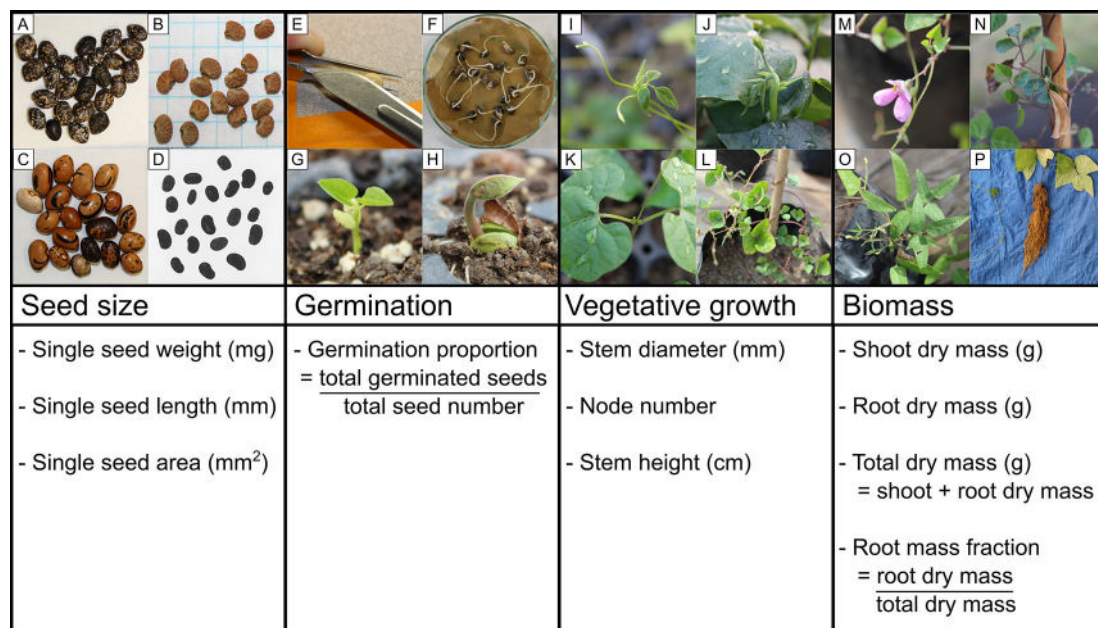 A
B
C
D
E
F
G
H
I
J
K
L
M
N
O
P
Seed size
- Single seed weight (mg)
- Single seed length (mm)
- Single seed area (mm²)
Germination
- Germination proportion
= total germinated seeds
total seed number
Vegetative growth
- Stem diameter (mm)
- Node number
- Stem height (cm)
Biomass
- Shoot dry mass (g)
- Root dry mass (g)
- Total dry mass (g)
= shoot + root dry mass
- Root mass fraction
= root dry mass
total dry mass